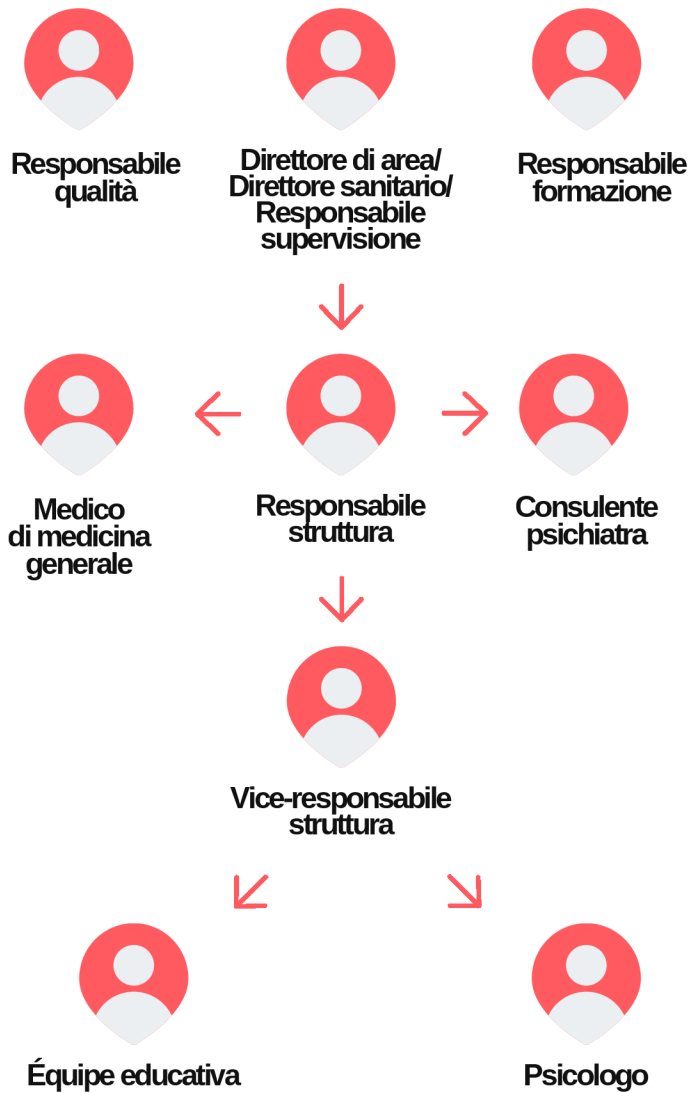 Responsabile
qualità
Direttore di area/
Direttore sanitario/
Responsabile
supervisione
Responsabile
formazione
Medico
di medicina
generale
Responsabile
struttura
Consulente
psichiatra
Vice-responsabile
struttura
Équipe educativa
Psicologo